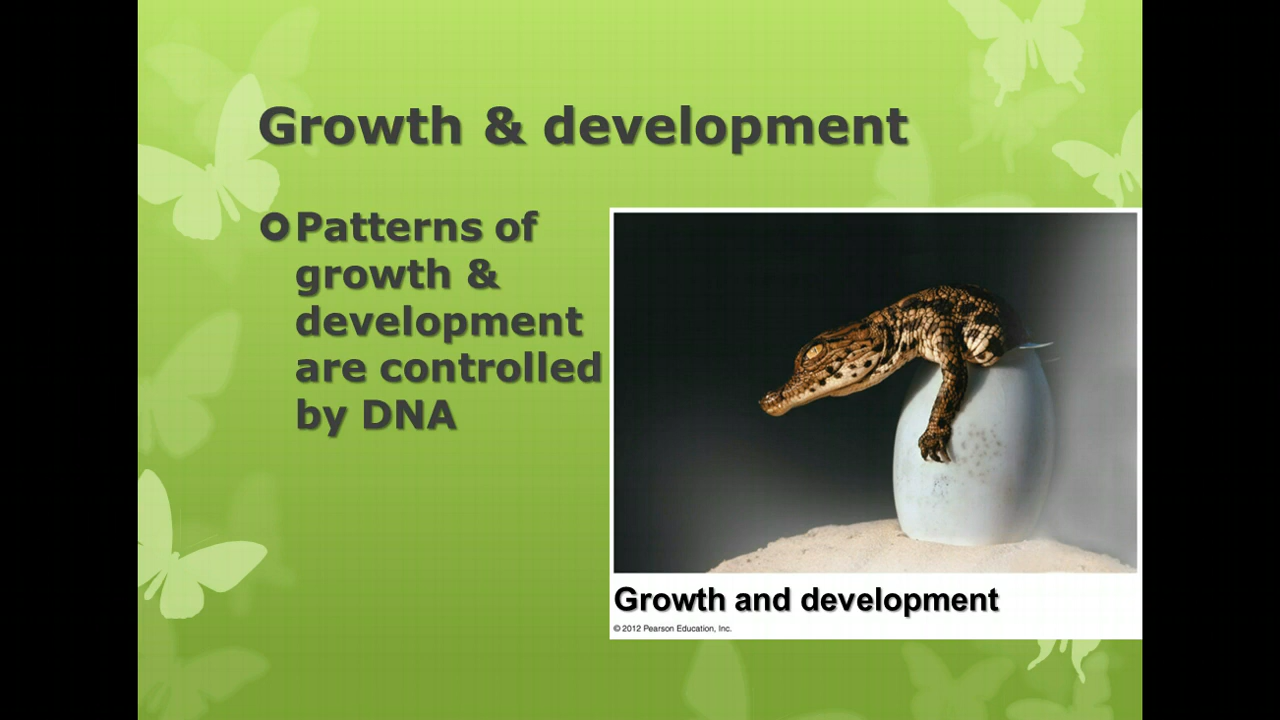 Growth & development
Patterns of
growth &
development
are controlled
by DNA
Growth and development
© 2012 Pearson Education, Inc.